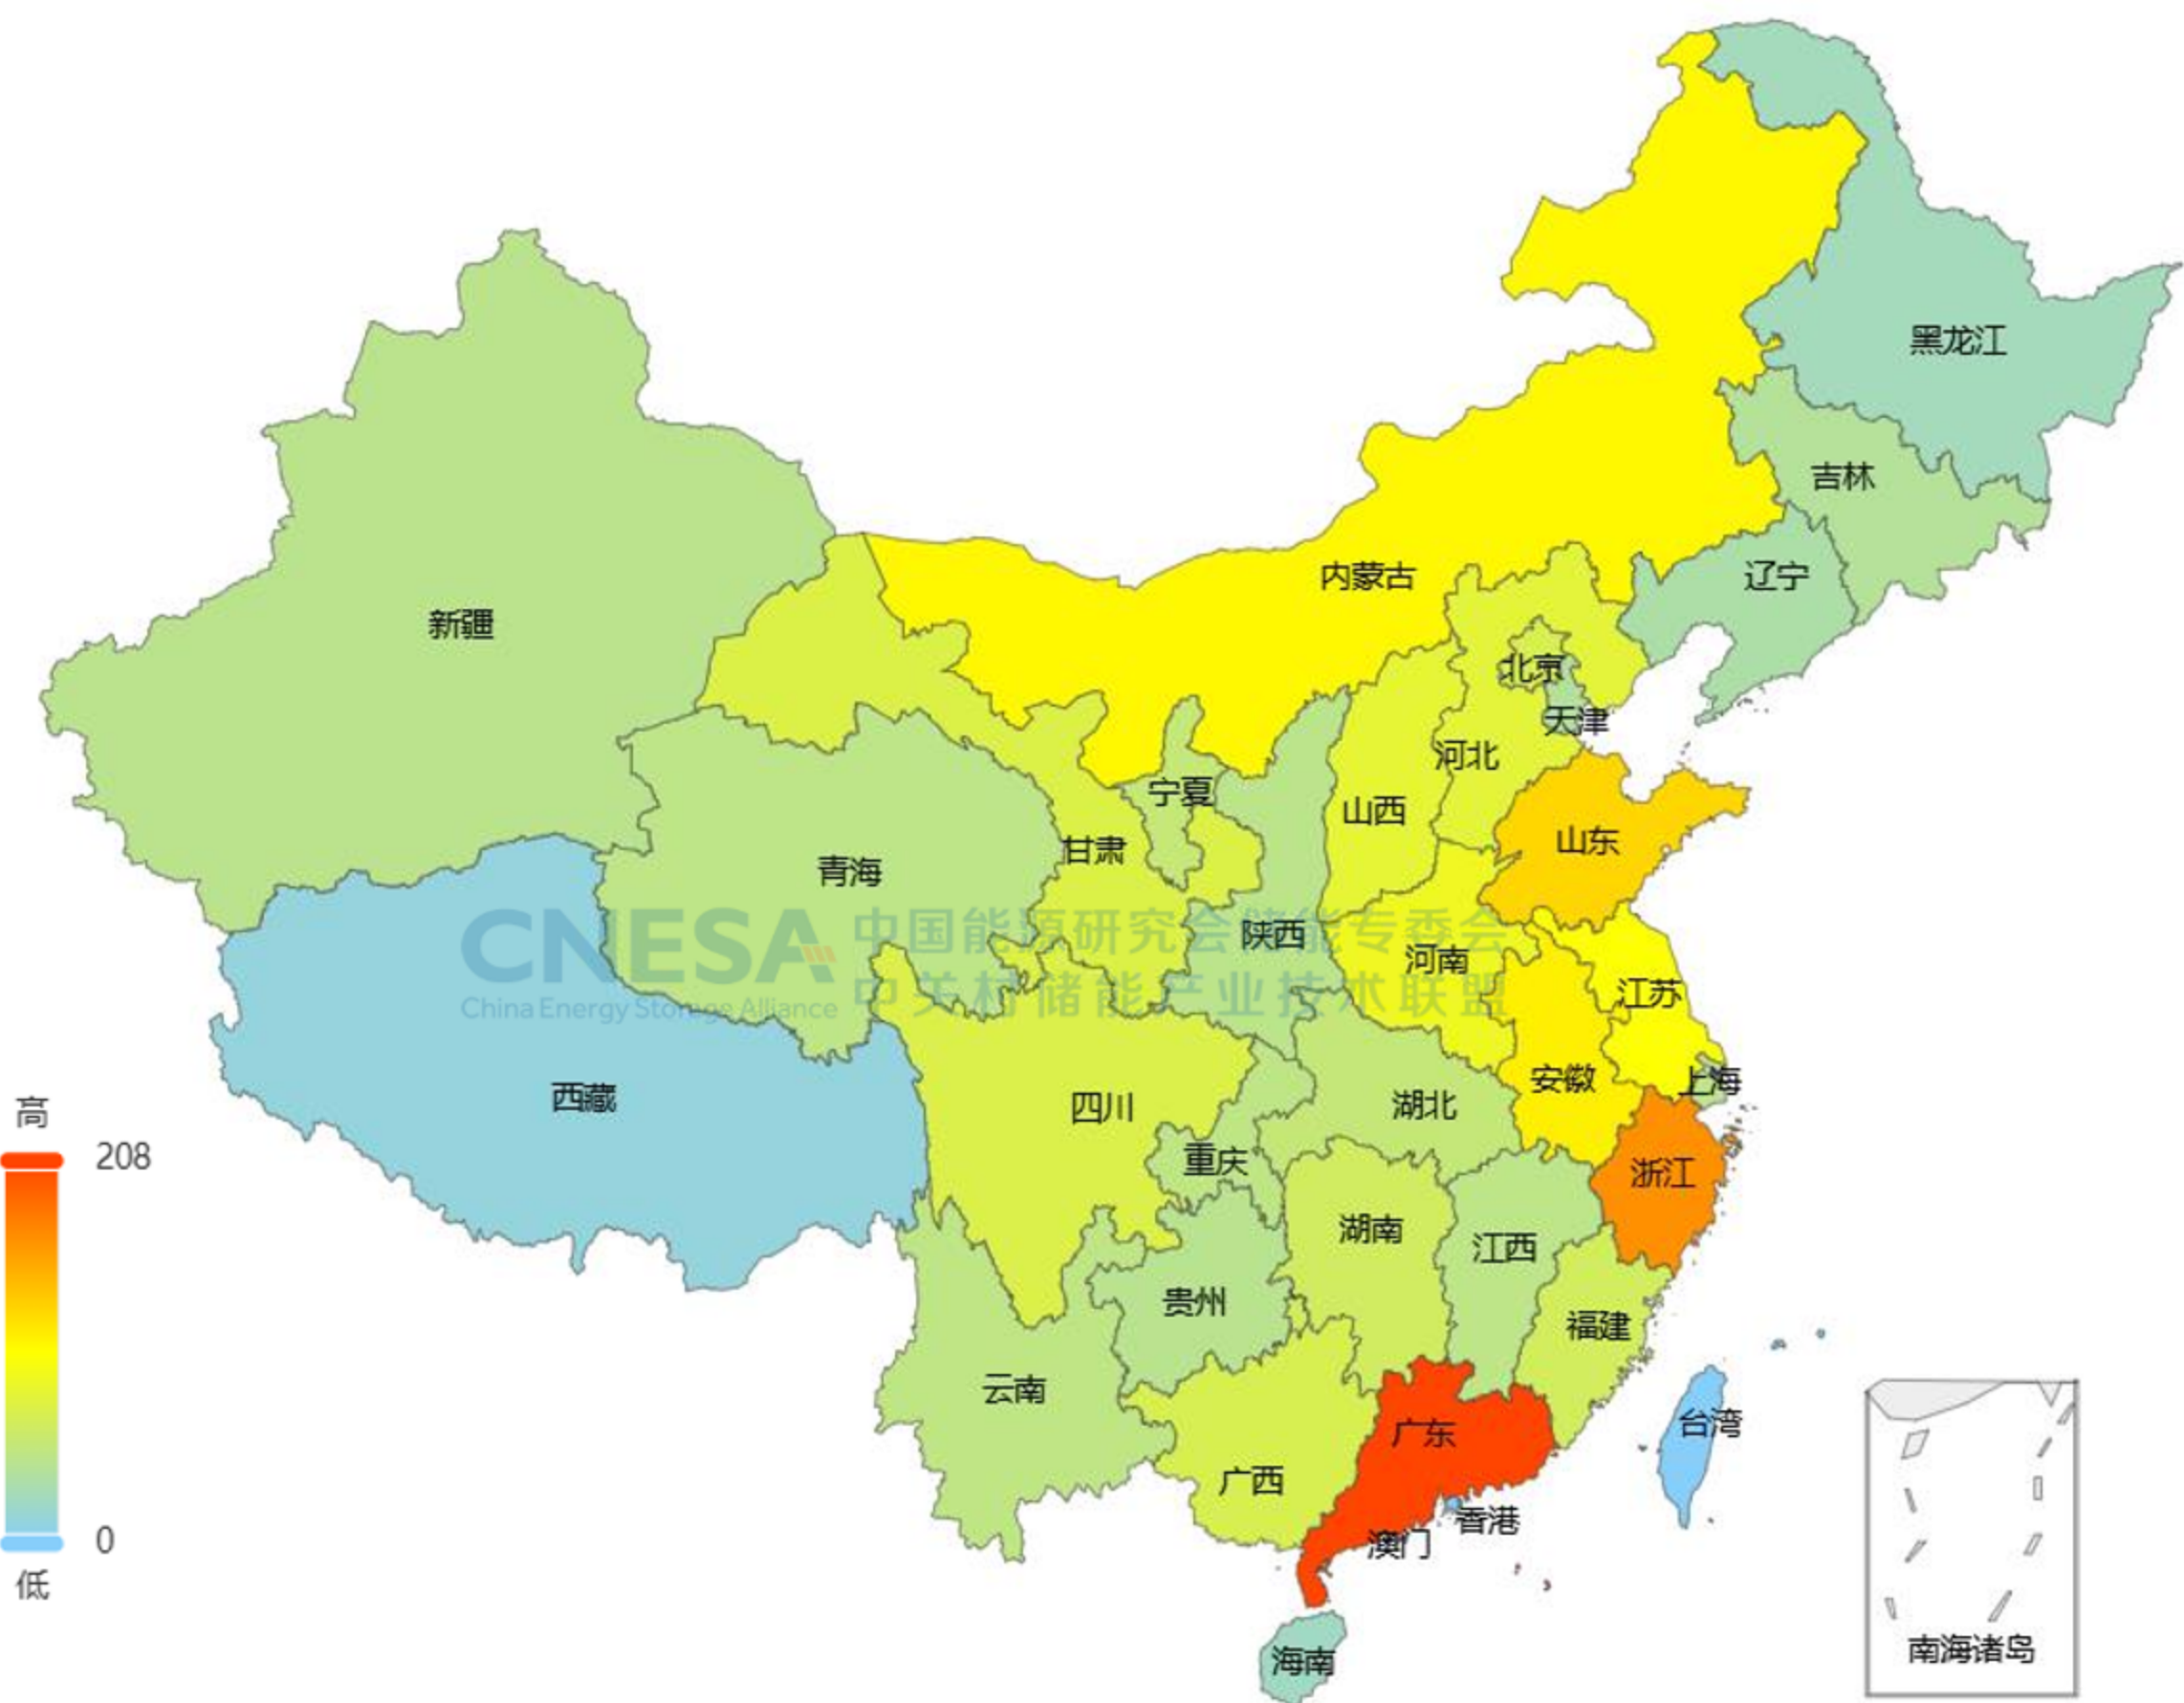 黑龙江
吉林
内蒙古
辽宁
新疆
北京
天津
河北
宁夏
山西
山东
甘肃
青海
CNESA
China Energy Storage Alliance
中国能源研究会储能专委会
中关村储能产业技术联盟
陕西
河南
江苏
安徽
上海
西藏
四川
湖北
高
208
0
低
重庆
浙江
湖南
江西
贵州
福建
云南
广东
台湾
广西
香港
澳门
海南
南海诸岛